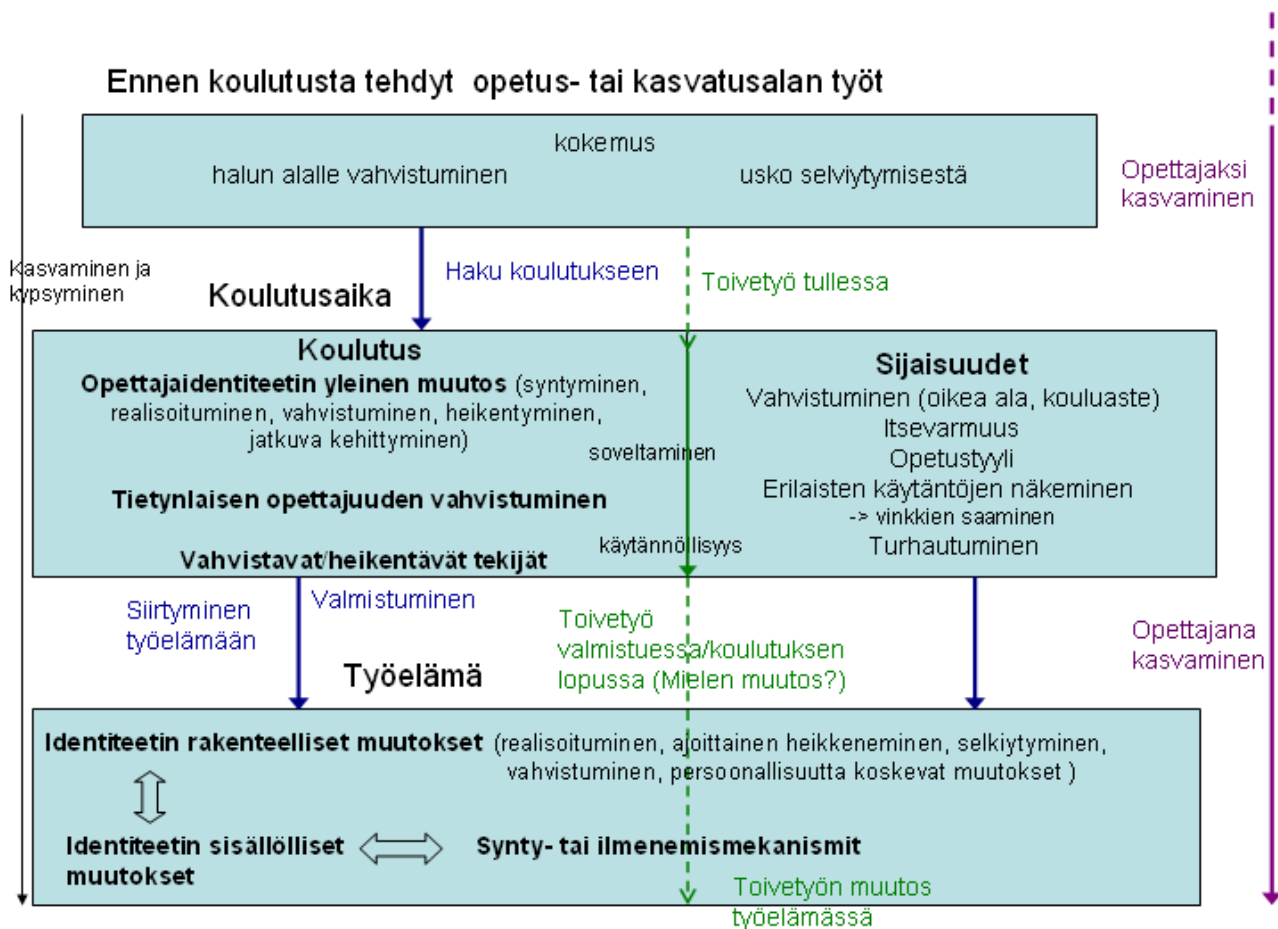 Ennen koulutusta tehdyt opetus- tai kasvatusalan työt
kokemus
halun alalle vahvistuminen
usko selviytymisestä
Opettajaksi
kasvaminen
Kasvaminen ja
kypsyminen
Haku koulutukseen
Toivetyö tullessa
Koulutusaika
Koulutus
Opettajaidentiteetin yleinen muutos (syntyminen,
realisoituminen, vahvistuminen, heikentyminen,
jatkuva kehittyminen)
Tietynlaisen opettajuuden vahvistuminen
Vahvistavat/heikentävät tekijät
soveltaminen
käytännöllisyys
Sijaisuudet
Vahvistuminen (oikea ala, kouluaste)
Itsevarmuus
Opetustyyli
Erilaisten käytäntöjen näkeminen
-> vinkkien saaminen
Turhautuminen
Siirtyminen
työelämään
Valmistuminen
Toivetyö
valmistuessa/koulutuksen
lopussa (Mielen muutos?)
Opettajana
kasvaminen
Työelämä
Identiteetin rakenteelliset muutokset (realisoituminen, ajoittainen heikkeneminen, selkiytyminen,
vahvistuminen, persoonallisuutta koskevat muutokset )
Identiteetin sisällölliset
muutokset
Synty- tai ilmenemismekanismit
Toivetyön muutos
työelämässä